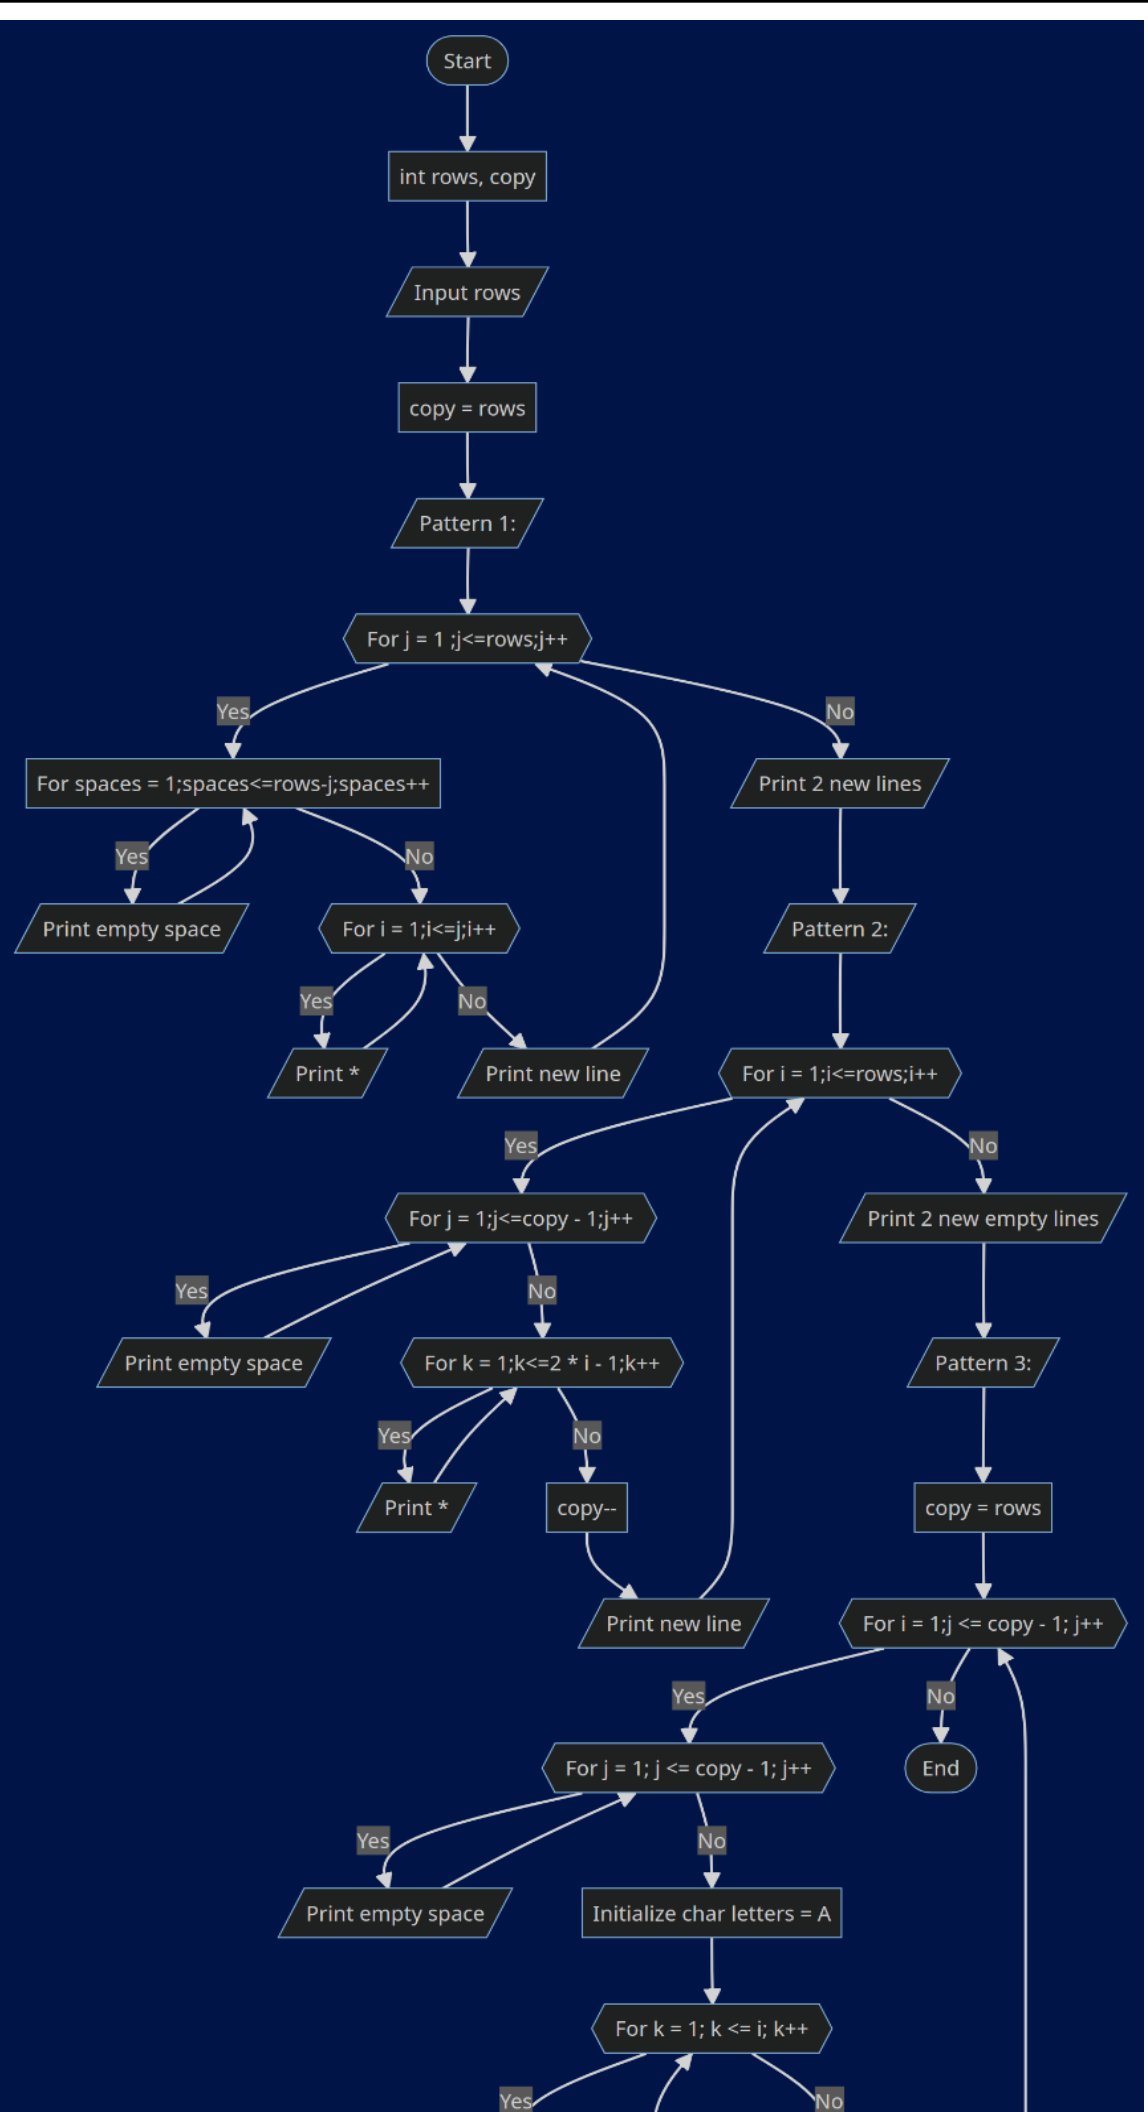 Start
int rows, copy
Input rows
copy = rows
Pattern 1:
For j = 1 ;j<=rows;j++
Yes
No
For spaces = 1;spaces<=rows-j;spaces++
Print 2 new lines
Yes
No
Print empty space
For i = 1;i<=j;i++
Pattern 2:
Yes
No
Print *
Print new line
For i = 1;i<=rows;i++
Yes
No
For j = 1;j<=copy - 1;j++
Print 2 new empty lines
Yes
No
Print empty space
For k = 1;k<=2 * i - 1;k++
Pattern 3:
Yes
No
Print *
copy--
copy = rows
Print new line
For i = 1;j <= copy - 1; j++
Yes
No
For j = 1; j <= copy - 1; j++
End
Yes
No
Print empty space
Initialize char letters = A
For k = 1; k <= i; k++
Yes
No